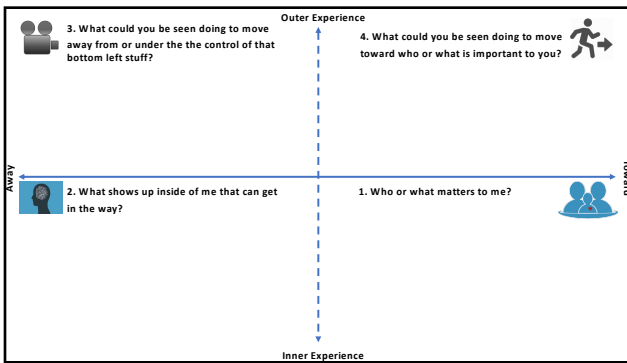 Outer Experience
3. What could you be seen doing to move
away from or under the the control of that
bottom left stuff?
4. What could you be seen doing to move
toward who or what is important to you?
Away
Toward
2. What shows up inside of me that can get
in the way?
1. Who or what matters to me?
Inner Experience